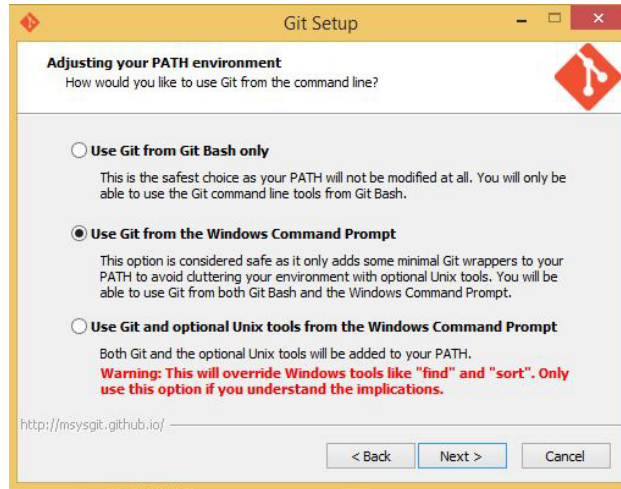 Git Setup
Adjusting your PATH environment
How would you like to use Git from the command line?
Use Git from Git Bash only
This is the safest choice as your PATH will not be modified at all. You will only be
able to use the Git command line tools from Git Bash.
Use Git from the Windows Command Prompt
This option is considered safe as it only adds some minimal Git wrappers to your
PATH to avoid cluttering your environment with optional Unix tools. You will be
able to use Git from both Git Bash and the Windows Command Prompt.
Use Git and optional Unix tools from the Windows Command Prompt
Both Git and the optional Unix tools will be added to your PATH.
Warning: This will override Windows tools like "find" and "sort". Only
use this option if you understand the implications.
http://msysgit.github.io/
< Back Next > Cancel